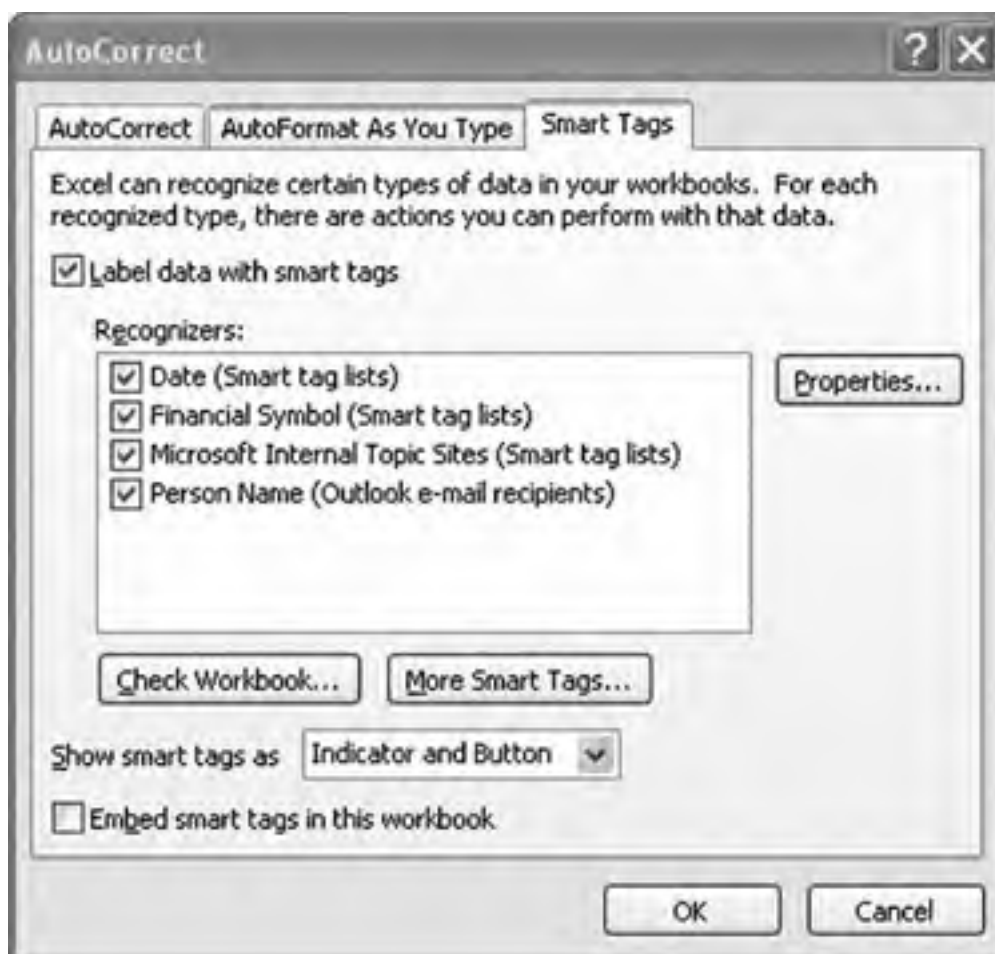 AutoCorrect
AutoCorrect
AutoFormat As You Type
Smart Tags
Excel can recognize certain types of data in your workbooks. For each
recognized type, there are actions you can perform with that data.
Label data with smart tags
Recognizers:
Date (Smart tag lists)
Financial Symbol (Smart tag lists)
Microsoft Internal Topic Sites (Smart tag lists)
Person Name (Outlook e-mail recipients)
Properties...
Check Workbook...
More Smart Tags...
Show smart tags as
Indicator and Button
Embed smart tags in this workbook
OK
Cancel